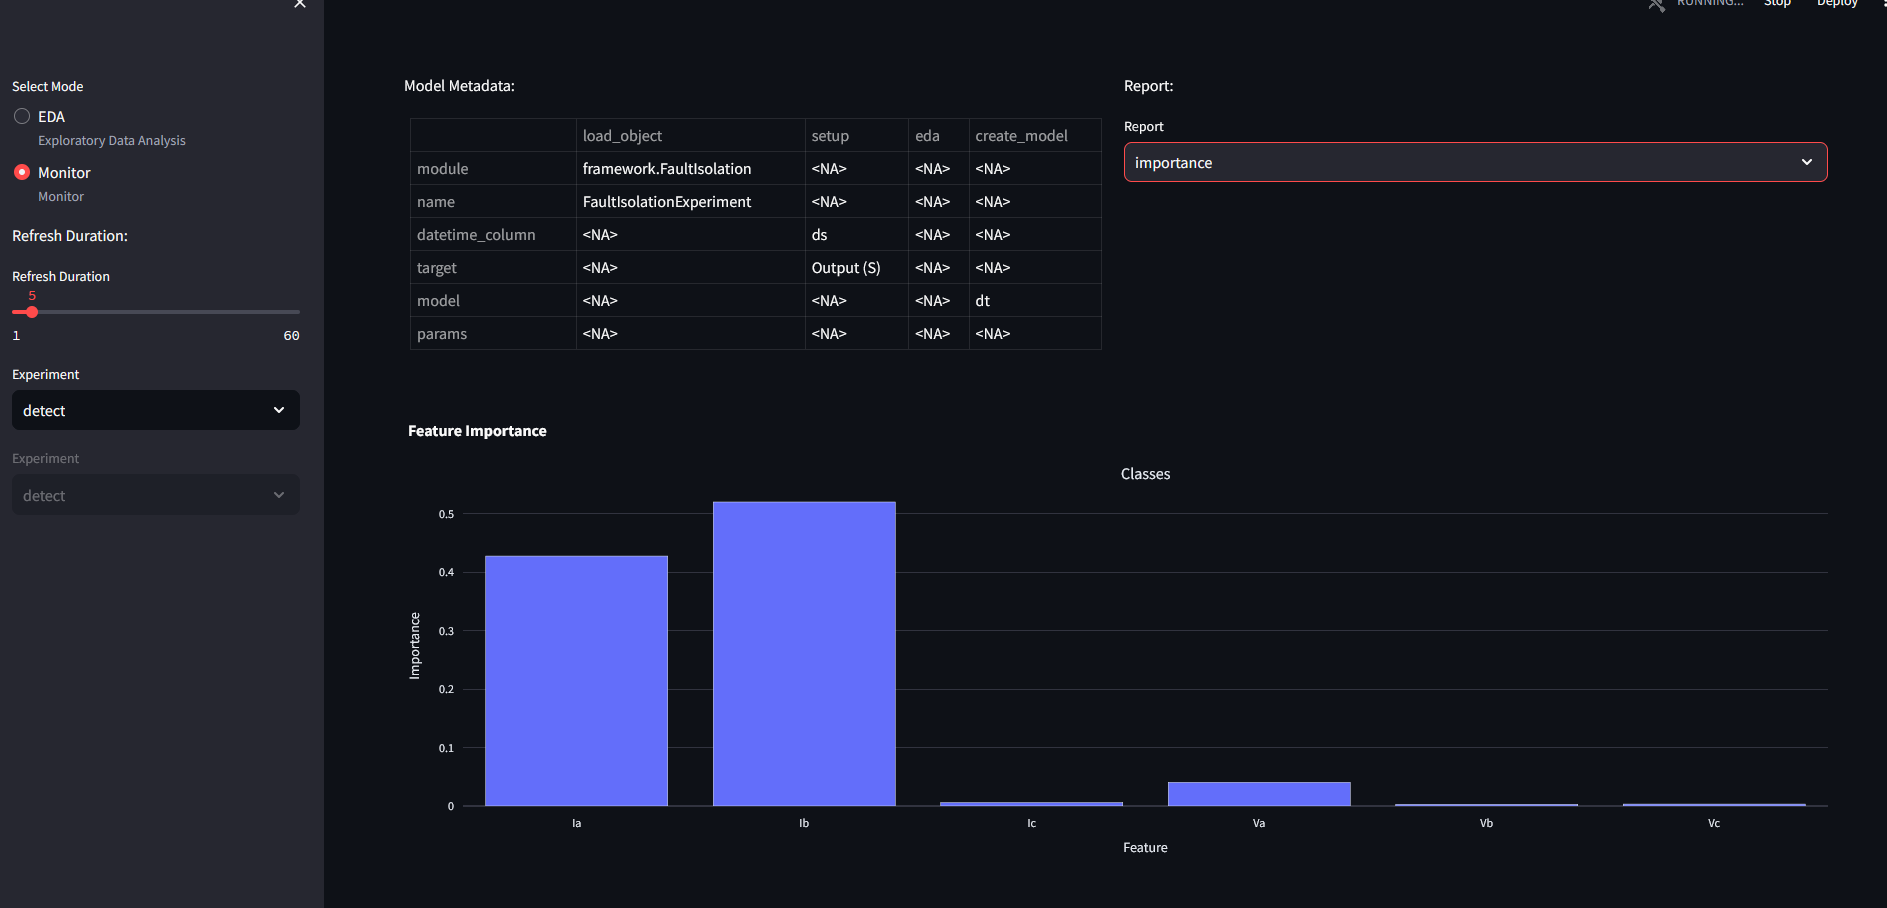 RUNNING... Stop Deploy
Select Mode
EDA
Exploratory Data Analysis
Monitor
Monitor
Refresh Duration:
Refresh Duration
5
1 60
Experiment
detect
Experiment
detect
Model Metadata:
load_object setup eda create_model
module framework.FaultIsolation <NA> <NA> <NA>
name FaultIsolationExperiment <NA> <NA> <NA>
datetime_column <NA> ds <NA> <NA>
target <NA> Output (S) <NA> <NA>
model <NA> <NA> <NA> dt
params <NA> <NA> <NA> <NA>
Report:
Report
importance
Feature Importance
Classes
Importance
0.5
0.4
0.3
0.2
0.1
0
Ia Ib Ic Va Vb Vc
Feature